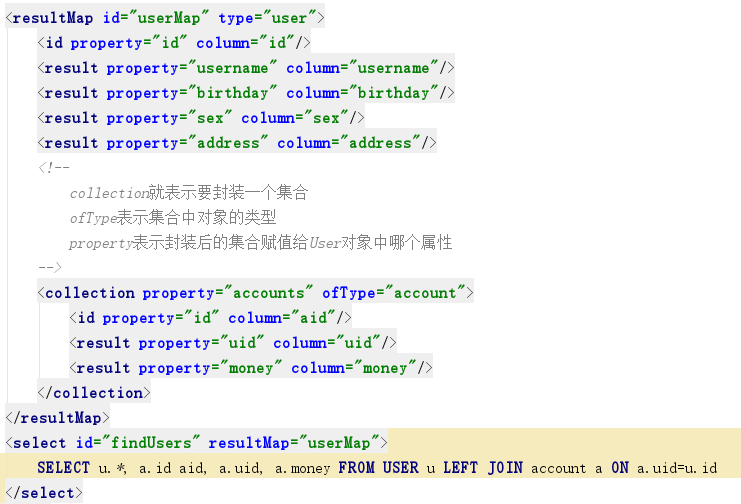 <resultMap id="userMap" type="user">
<id property="id" column="id"/>
<result property="username" column="username"/>
<result property="birthday" column="birthday"/>
<result property="sex" column="sex"/>
<result property="address" column="address"/>
<!--
collection就表示要封装一个集合
ofType表示集合中对象的类型
property表示封装后的集合赋值给User对象中哪个属性
-->
<collection property="accounts" ofType="account">
<id property="id" column="aid"/>
<result property="uid" column="uid"/>
<result property="money" column="money"/>
</collection>
</resultMap>
<select id="findUsers" resultMap="userMap">
SELECT u.*, a.id aid, a.uid, a.money FROM USER u LEFT JOIN account a ON a.uid=u.id
</select>